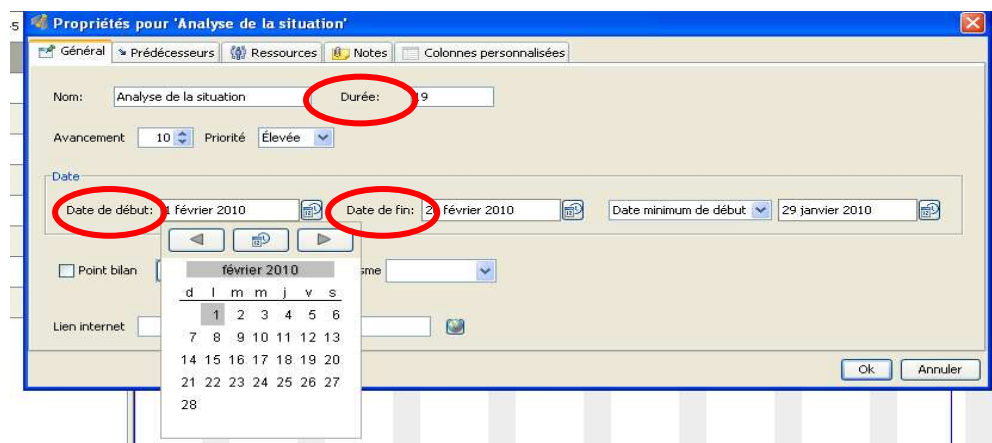 5
Propriétés pour 'Analyse de la situation'
Général Prédécesseurs Ressources Notes Colonnes personnalisées
Nom: Analyse de la situation Durée: 19
Avancement 10 Priorité Élevée
Date
Date de début: 1 février 2010 Date de fin: février 2010 Date minimum de début 29 janvier 2010
Point bilan sme
février 2010
d l m m j v s
1 2 3 4 5 6
7 8 9 10 11 12 13
14 15 16 17 18 19 20
21 22 23 24 25 26 27
28
Lien internet
Ok Annuler